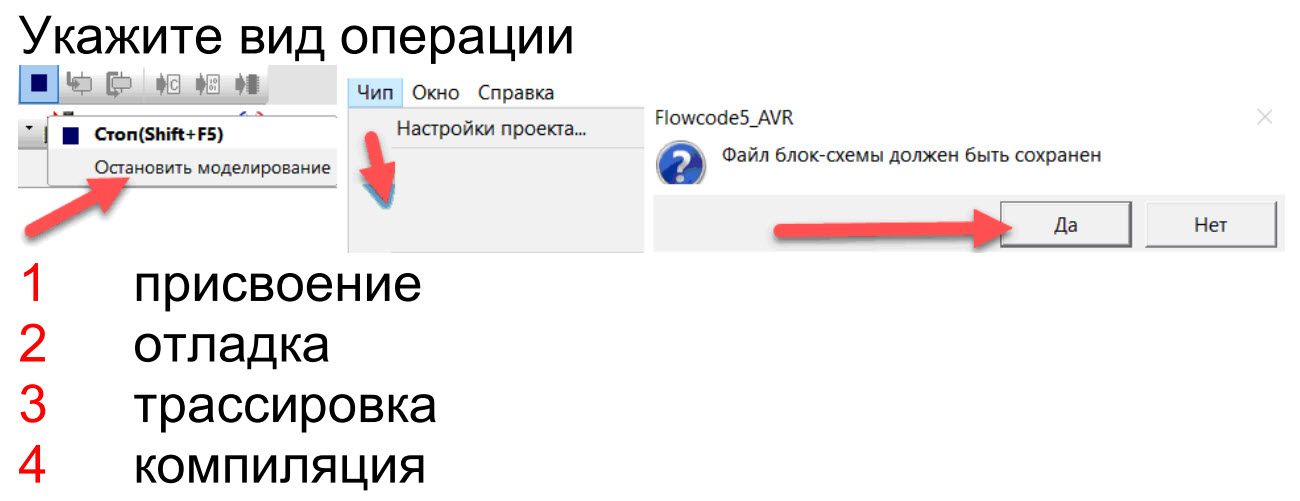 Укажите вид операции
Стоп(Shift+F5)
Остановить моделирование
Чип Окно Справка
Настройки проекта...
Flowcode5_AVR
Файл блок-схемы должен быть сохранен
Да Нет
1 присвоение
2 отладка
3 трассировка
4 компиляция